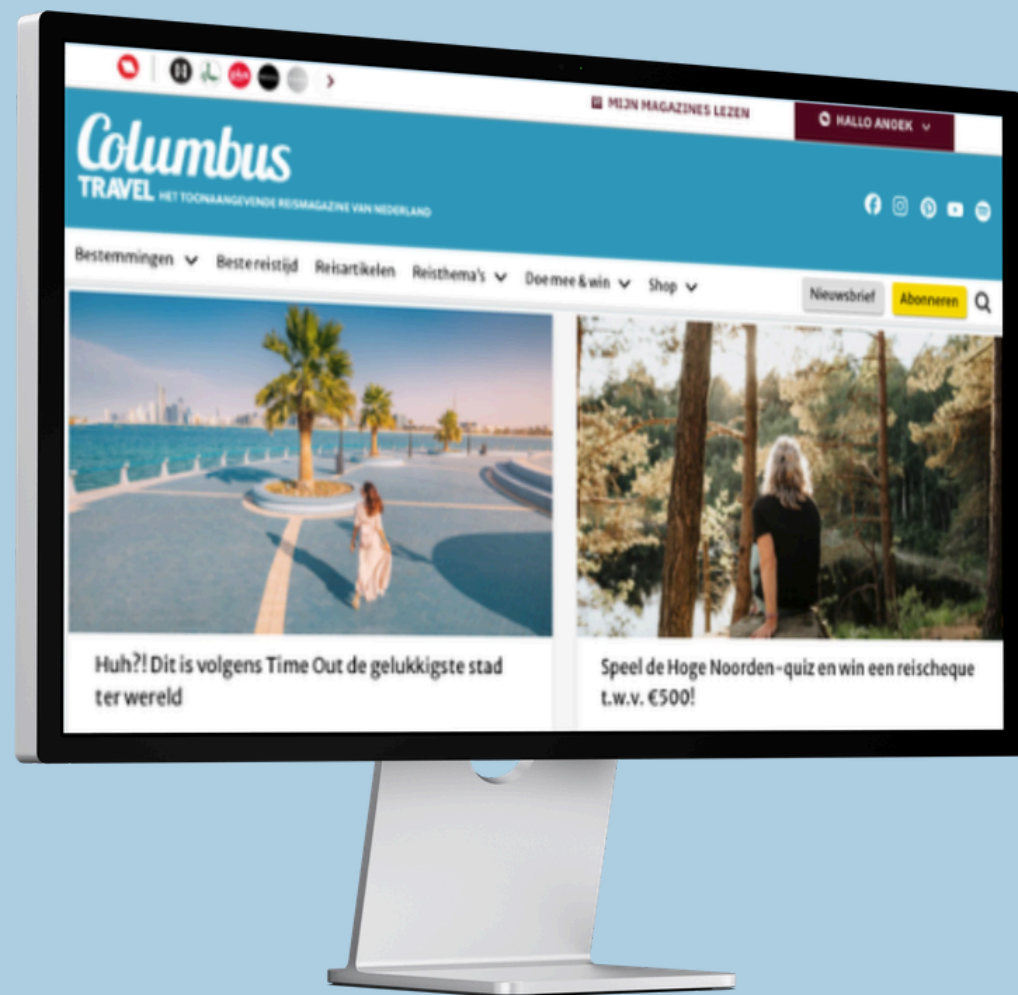 MIJN MAGAZINES LEZEN
HALLO ANOEK
Columbus
TRAVEL HET TOONAANGEVENDE REISMAGAZINE VAN NEDERLAND
Bestemmingen Beste reistijd Reisartikelen Reisthema's Doe mee & win Shop Nieuwsbrief Abonneren
Huh?! Dit is volgens Time Out de gelukkigste stad
ter wereld
Speel de Hoge Noorden-quiz en win een reischeque
t.w.v. €500!